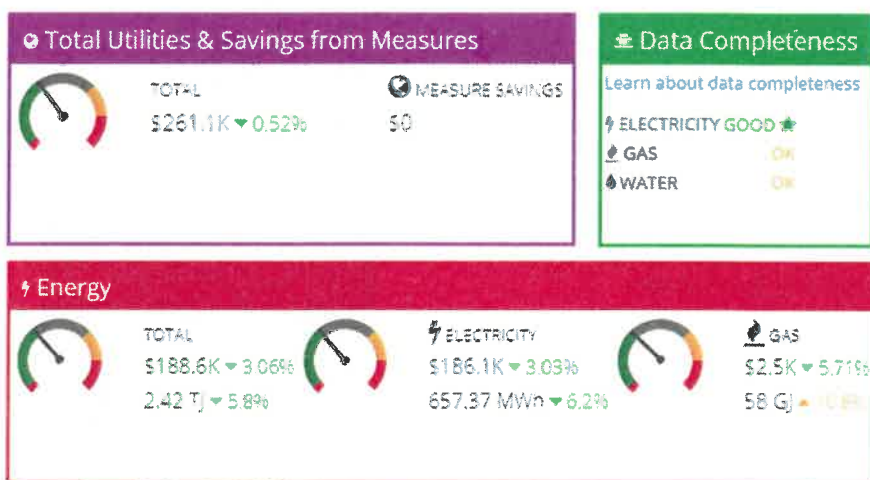 Total Utilities & Savings from Measures
TOTAL
$261.1K ▼ 0.52%
MEASURE SAVINGS
$0
Data Completeness
Learn about data completeness
ELECTRICITY GOOD ★
GAS OK
WATER OK
Energy
TOTAL
$188.6K ▼ 3.06%
2.42 TJ ▼ 5.8%
ELECTRICITY
$186.1K ▼ 3.03%
657.37 MWh ▼ 6.2%
GAS
$2.5K ▼ 5.71%
58 GJ ▲